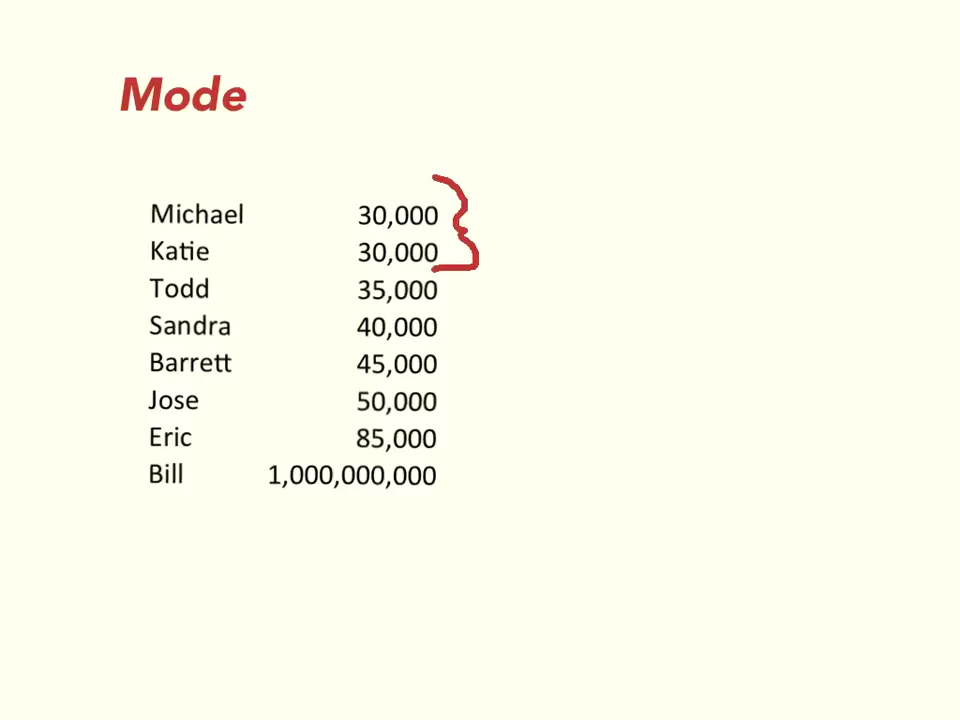 Mode
Michael 30,000
Katie 30,000
Todd 35,000
Sandra 40,000
Barrett 45,000
Jose 50,000
Eric 85,000
Bill 1,000,000,000